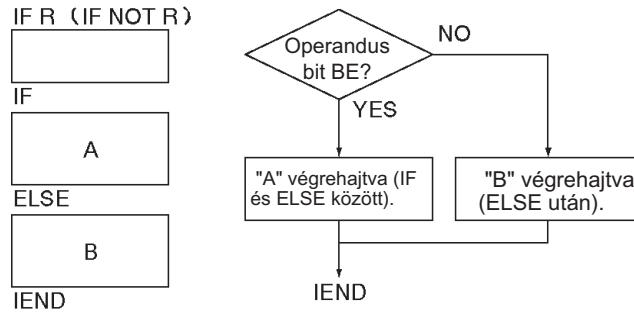 IF R (IF NOT R)
IF
A
ELSE
B
IEND
Operandus
bit BE?
NO
YES
"A" végrehajtva (IF
és ELSE között).
"B" végrehajtva
(ELSE után).
IEND